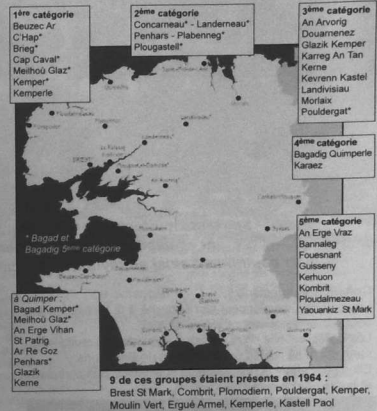 1ère catégorie
Beuzec Ar
C'Hap*
Brieg*
Cap Caval*
Meilhoù Glaz*
Kemper*
Kemperle
2ème catégorie
Concarneau* - Landerneau*
Penhars - Plabenneg*
Plougastell*
3ème catégorie
An Arvorig
Douarnenez
Glazik Kemper
Karreg An Tan
Kerne
Kevrenn Kastel
Landivisiau
Morlaix
Pouldergat*
4ème catégorie
Bagadig Quimperle
Karaez
5ème catégorie
An Erge Vraz
Bannaleg
Fouesnant
Guisseny
Kerhuon
Kombrit
Ploudalmezeau
Yaouankiz St Mark
* Bagad et
Bagadig 5ème catégorie
à Quimper :
Bagad Kemper*
Meilhoù Glaz*
An Erge Vihan
St Patrig
Ar Re Goz
Penhars*
Glazik
Kerne
9 de ces groupes étaient présents en 1964 :
Brest St Mark, Combrit, Plomodiern, Pouldergat, Kemper,
Moulin Vert, Ergué Armel, Kemperle, Kastell Paol